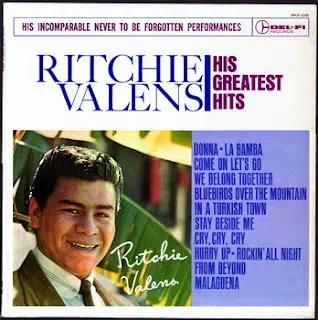 HIS INCOMPARABLE NEVER TO BE FORGOTTEN PERFORMANCES
DEL-FI
RECORDS
RITCHIE
VALENS
HIS
GREATEST
HITS
DONNA - LA BAMBA
COME ON LET'S GO
WE BELONG TOGETHER
BLUEBIRDS OVER THE MOUNTAIN
IN A TURKISH TOWN
STAY BESIDE ME
CRY, CRY, CRY
HURRY UP - ROCKIN' ALL NIGHT
FROM BEYOND
MALAGUENA
Ritchie
Valens